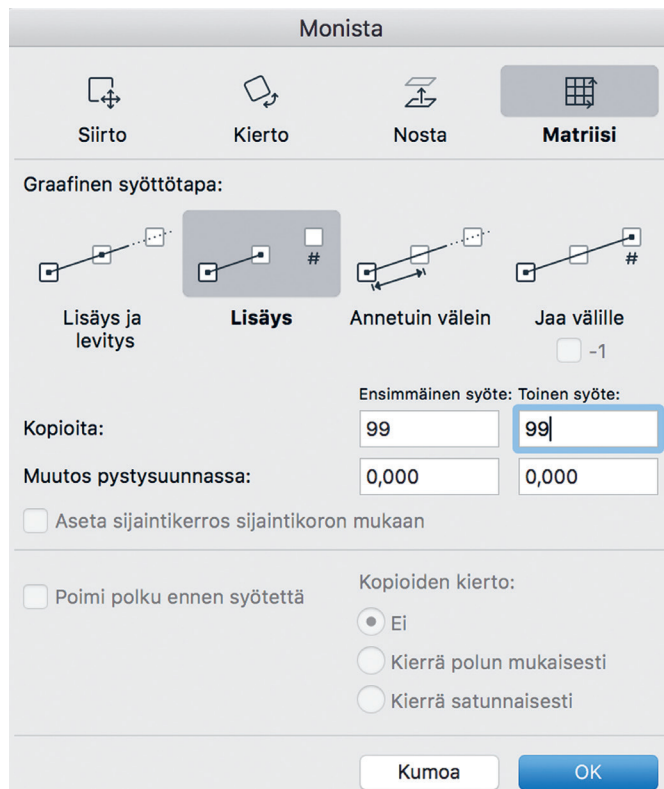 Monista
Siirto Kierto Nosta Matriisi
Graafinen syöttötapa:
# #
Lisäys ja levitys Lisäys Annetuin välein Jaa välille
-1
Ensimmäinen syöte: Toinen syöte:
Kopioita: 99 99
Muutos pystysuunnassa: 0,000 0,000
Aseta sijaintikerros sijaintikoron mukaan
Poimi polku ennen syötettä Kopioiden kierto:
Ei
Kierrä polun mukaisesti
Kierrä satunnaisesti
Kumoa OK